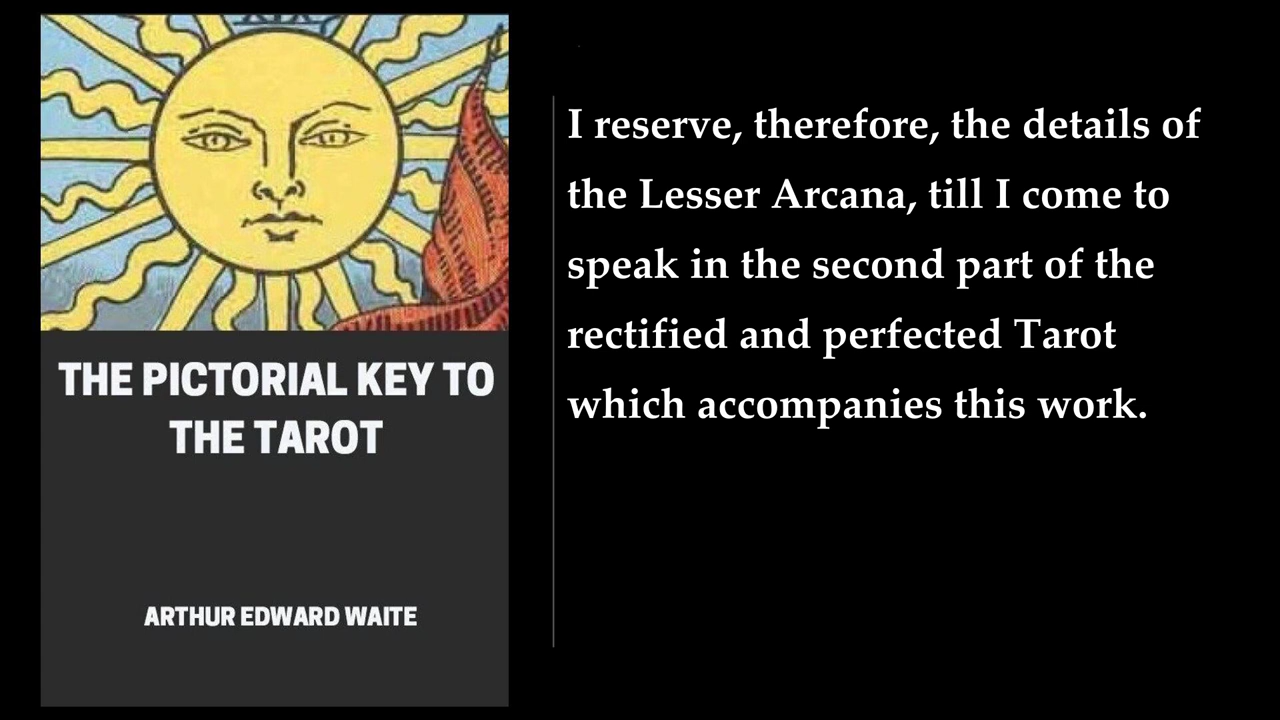 XIX
THE PICTORIAL KEY TO
THE TAROT
ARTHUR EDWARD WAITE
I reserve, therefore, the details of
the Lesser Arcana, till I come to
speak in the second part of the
rectified and perfected Tarot
which accompanies this work.